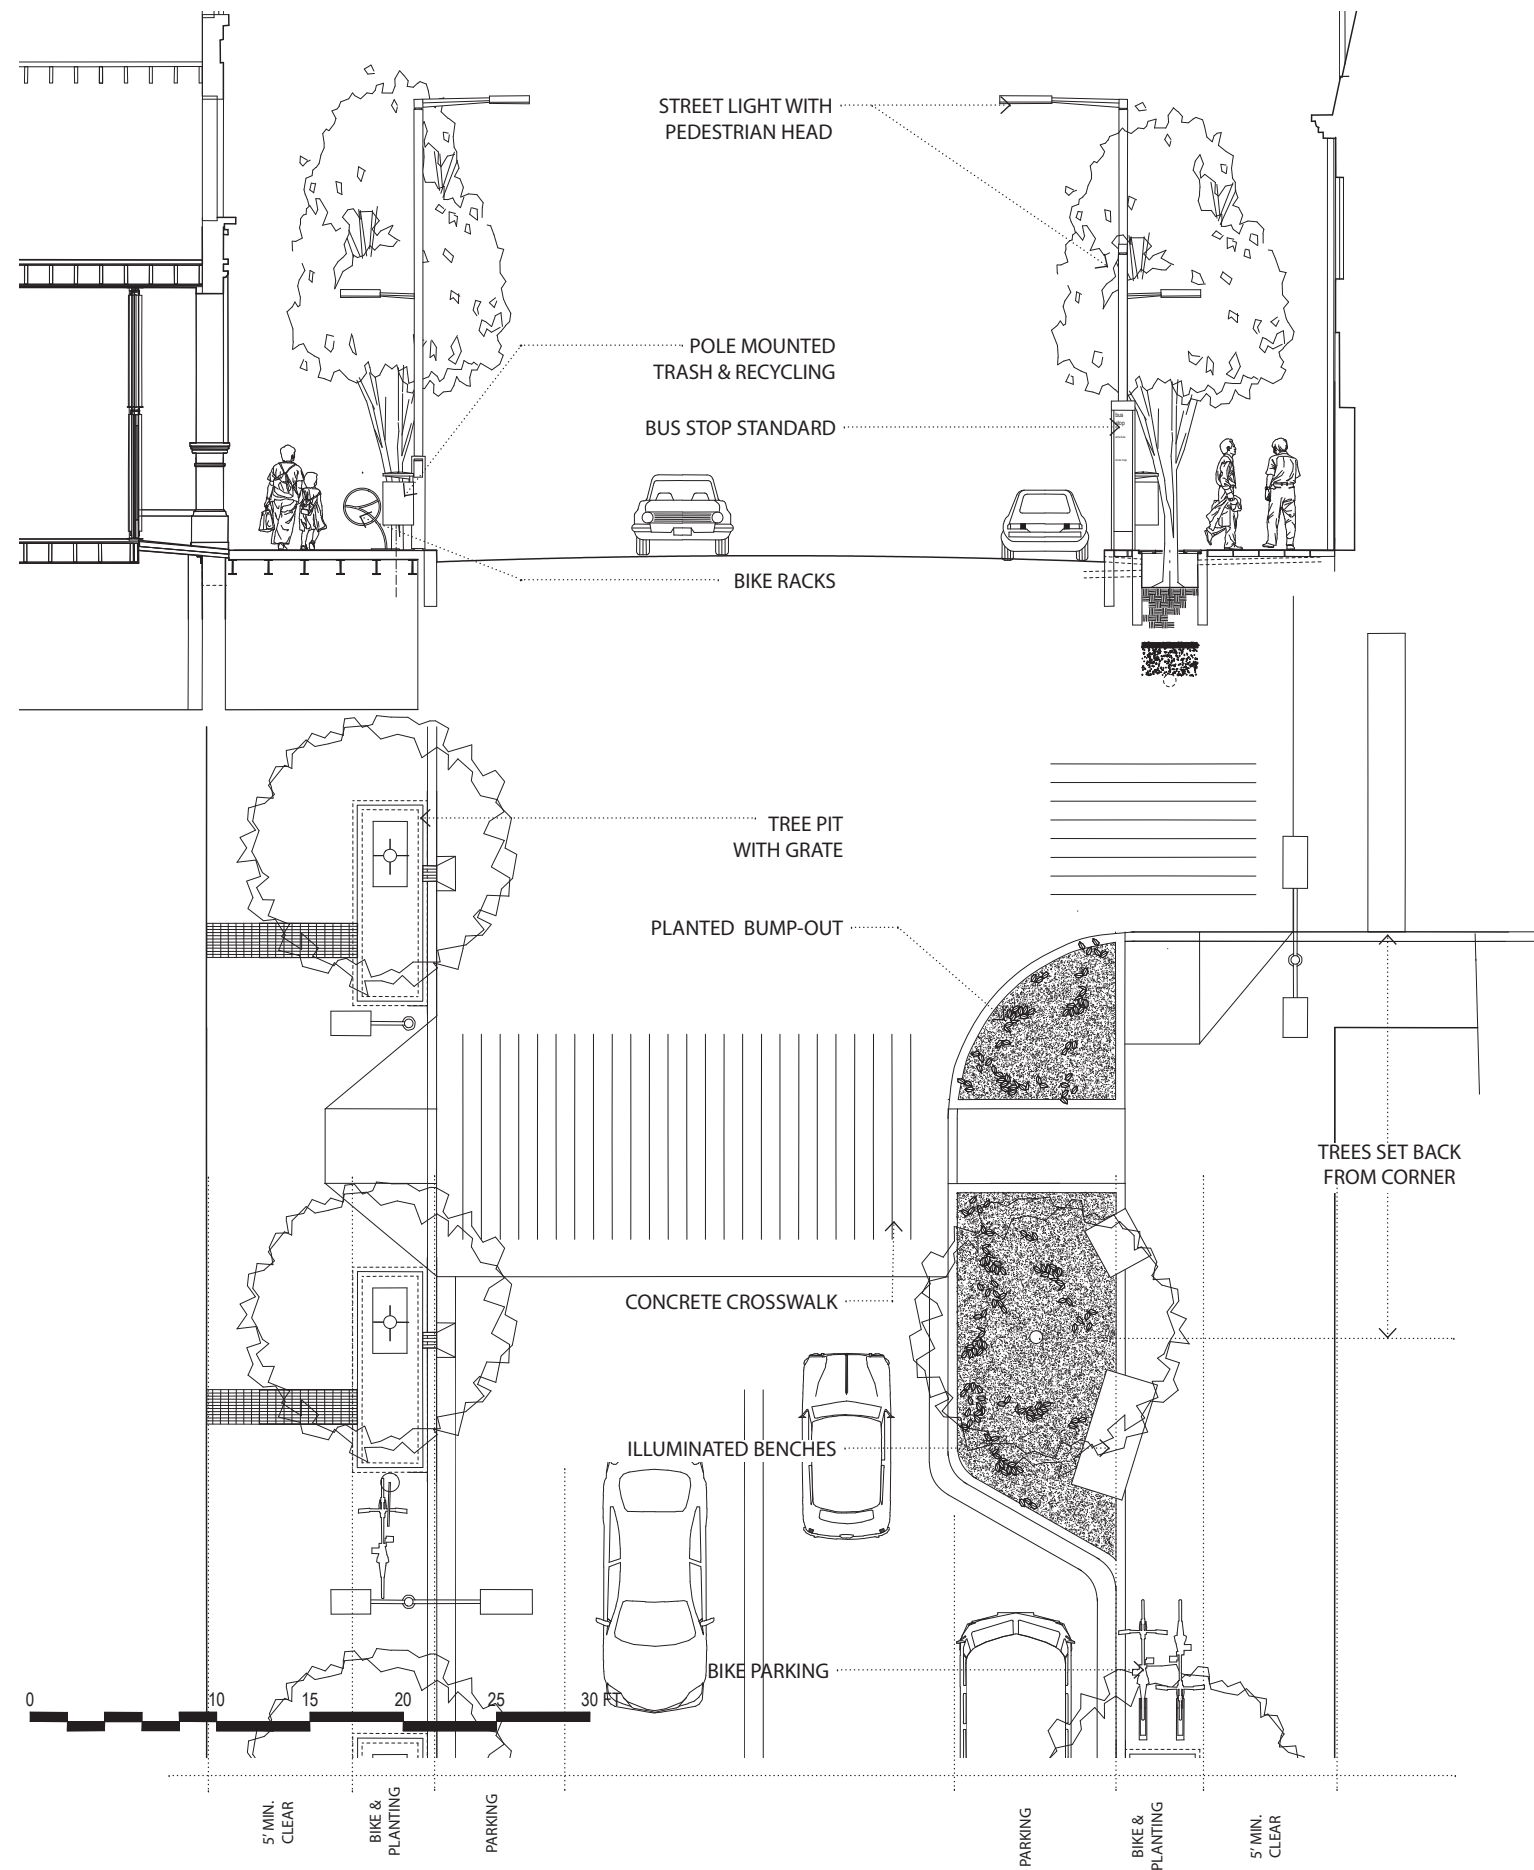 STREET LIGHT WITH
PEDESTRIAN HEAD
POLE MOUNTED
TRASH & RECYCLING
BUS STOP STANDARD
bus
stop
BIKE RACKS
TREE PIT
WITH GRATE
PLANTED BUMP-OUT
TREES SET BACK
FROM CORNER
CONCRETE CROSSWALK
ILLUMINATED BENCHES
BIKE PARKING
0 10 15 20 25 30 FT
5' MIN.
CLEAR
BIKE &
PLANTING
PARKING
PARKING
BIKE &
PLANTING
5' MIN.
CLEAR